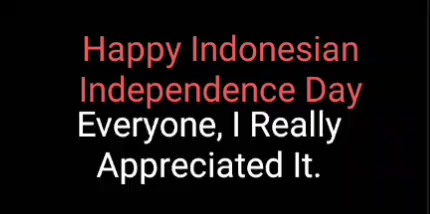 Happy Indonesian
Independence Day
Everyone, I Really
Appreciated It.